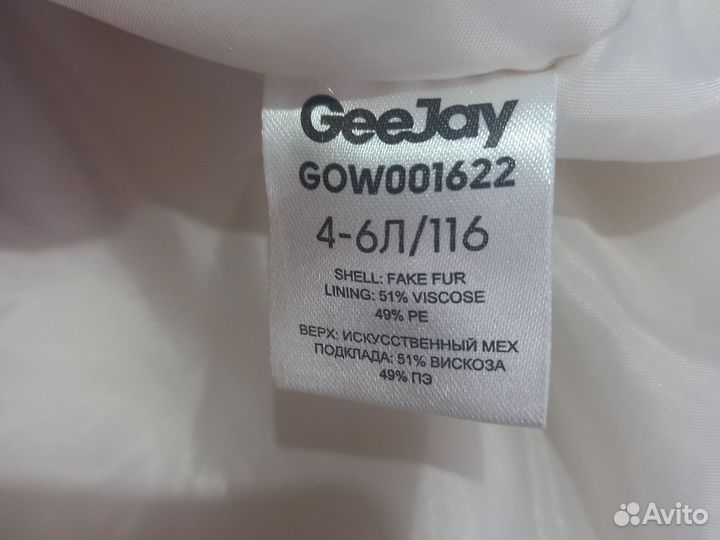 GeeJay
GOW001622
4-6Л/116
SHELL: FAKE FUR
LINING: 51% VISCOSE
49% PE
ВЕРХ: ИСКУССТВЕННЫЙ МЕХ
ПОДКЛАДА: 51% ВИСКОЗА
49% ПЭ
Avito